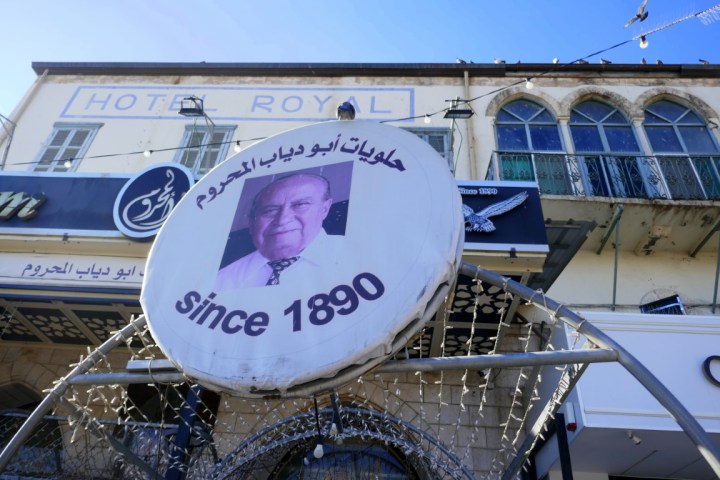 HOTEL ROYAL
حلويات أبو دياب المحروم
since 1890
المحروم
Since 1890
ابو دياب المحروم